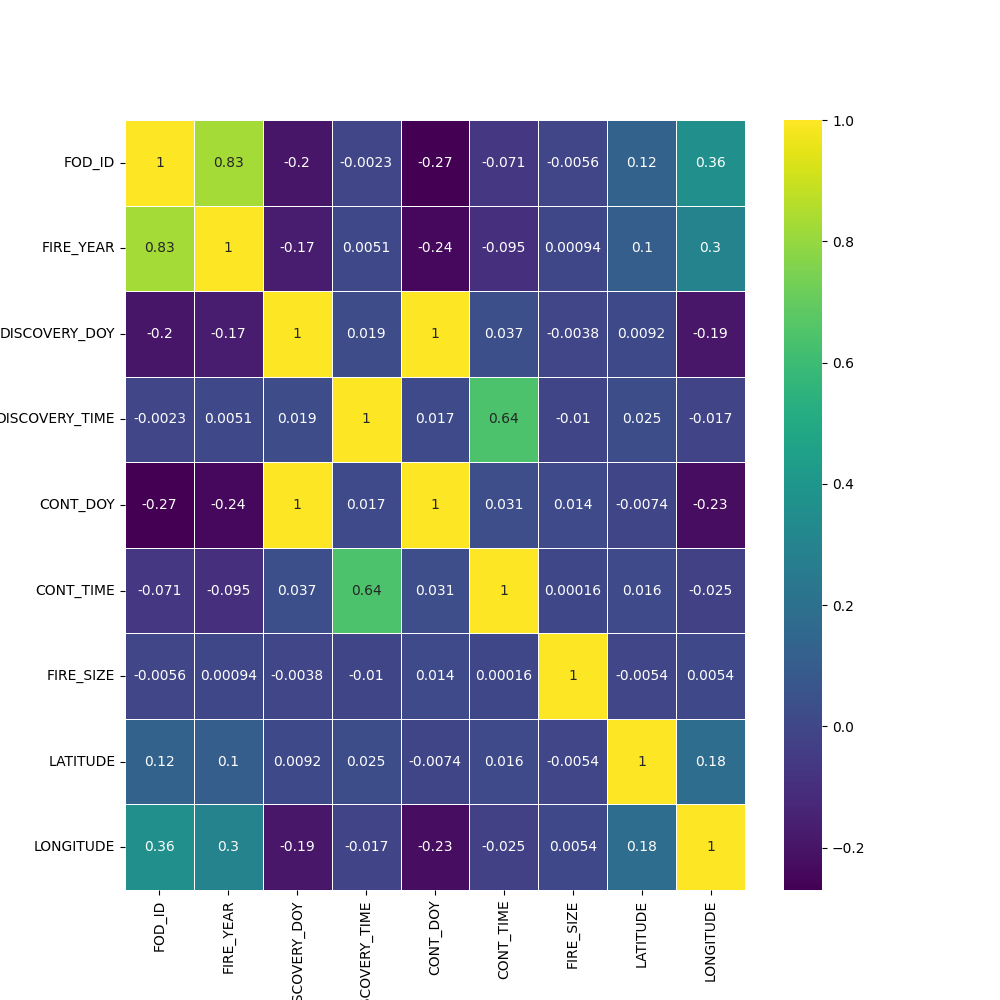 FOD_ID 1 0.83 -0.2 -0.0023 -0.27 -0.071 -0.0056 0.12 0.36 1.0
FIRE_YEAR 0.83 1 -0.17 0.0051 -0.24 -0.095 0.00094 0.1 0.3 0.8
DISCOVERY_DOY -0.2 -0.17 1 0.019 1 0.037 -0.0038 0.0092 -0.19 0.6
DISCOVERY_TIME -0.0023 0.0051 0.019 1 0.017 0.64 -0.01 0.025 -0.017
CONT_DOY -0.27 -0.24 1 0.017 1 0.031 0.014 -0.0074 -0.23 0.4
CONT_TIME -0.071 -0.095 0.037 0.64 0.031 1 0.00016 0.016 -0.025 0.2
FIRE_SIZE -0.0056 0.00094 -0.0038 -0.01 0.014 0.00016 1 -0.0054 0.0054
LATITUDE 0.12 0.1 0.0092 0.025 -0.0074 0.016 -0.0054 1 0.18 0.0
LONGITUDE 0.36 0.3 -0.19 -0.017 -0.23 -0.025 0.0054 0.18 1 −0.2
FOD_ID
FIRE_YEAR
SCOVERY_DOY
COVERY_TIME
CONT_DOY
CONT_TIME
FIRE_SIZE
LATITUDE
LONGITUDE